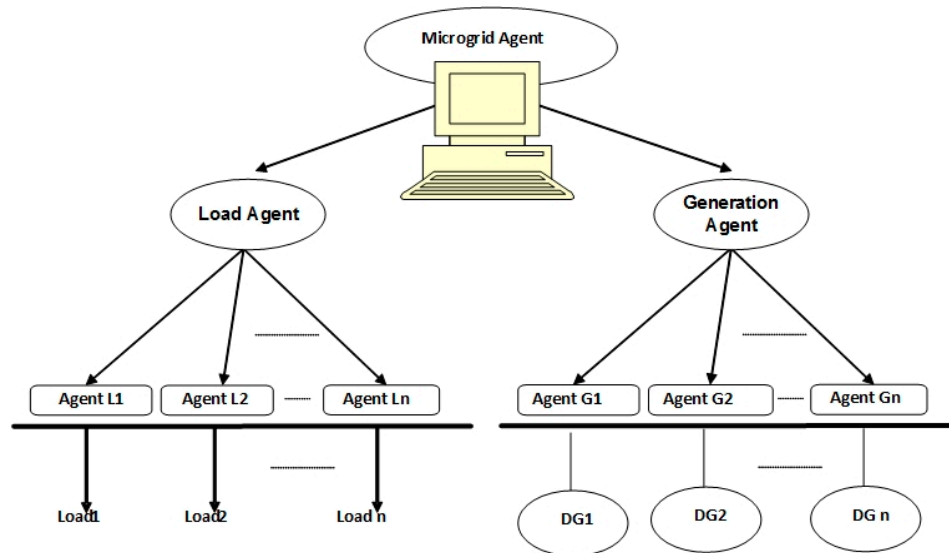 Microgrid Agent
Load Agent
Generation
Agent
Agent L1
Agent L2
Agent Ln
Agent G1
Agent G2
Agent Gn
Load1
Load2
Load n
DG1
DG2
DG n